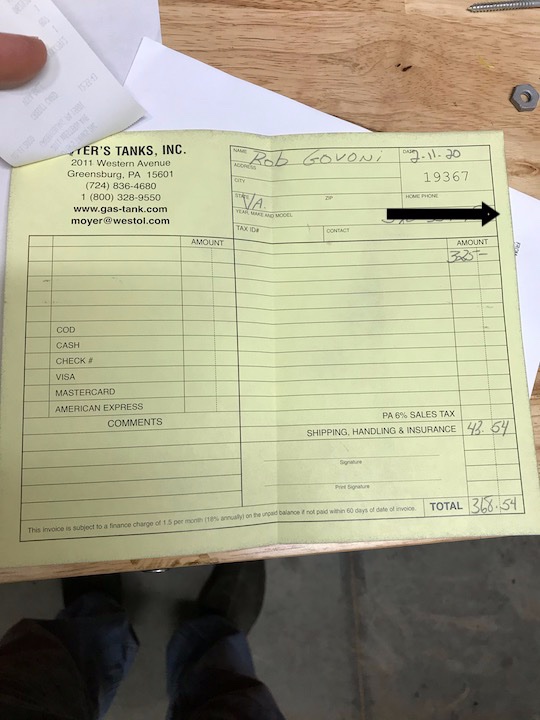 YER'S TANKS, INC.
2011 Western Avenue
Greensburg, PA 15601
(724) 836-4680
1 (800) 328-9550
www.gas-tank.com
moyer@westol.com
NAME Rob GOVONI DATE 2-11-20
ADDRESS
CITY 19367
STATE VA. ZIP HOME PHONE
YEAR, MAKE AND MODEL
TAX ID# CONTACT
AMOUNT AMOUNT
325-
COD
CASH
CHECK #
VISA
MASTERCARD
AMERICAN EXPRESS PA 6% SALES TAX
COMMENTS SHIPPING, HANDLING & INSURANCE 43.54
Signature
Print Signature
This invoice is subject to a finance charge of 1.5 per month (18% annually) on the unpaid balance if not paid within 60 days of date of invoice. TOTAL 368.54